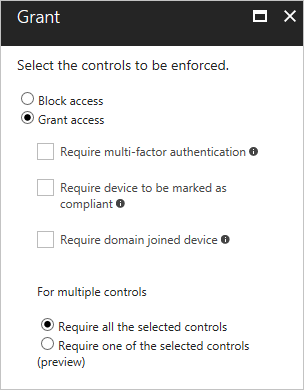 Grant
Select the controls to be enforced.
Block access
Grant access
Require multi-factor authentication
Require device to be marked as
compliant
Require domain joined device
For multiple controls
Require all the selected controls
Require one of the selected controls
(preview)